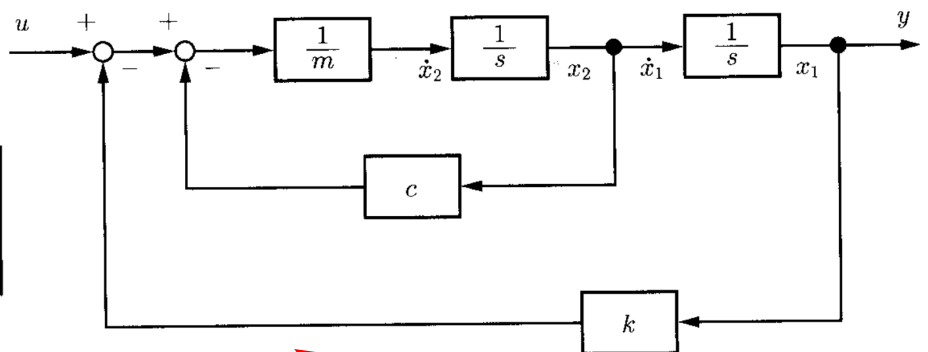 u + + y
− −
1/m 1/s 1/s
ẋ₂ x₂ ẋ₁ x₁
c
k